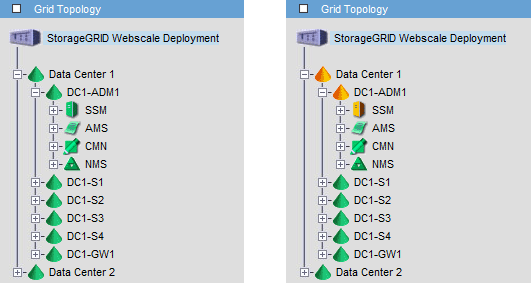 Grid Topology
StorageGRID Webscale Deployment
Data Center 1
DC1-ADM1
SSM
AMS
CMN
NMS
DC1-S1
DC1-S2
DC1-S3
DC1-S4
DC1-GW1
Data Center 2
Grid Topology
StorageGRID Webscale Deployment
Data Center 1
DC1-ADM1
SSM
AMS
CMN
NMS
DC1-S1
DC1-S2
DC1-S3
DC1-S4
DC1-GW1
Data Center 2